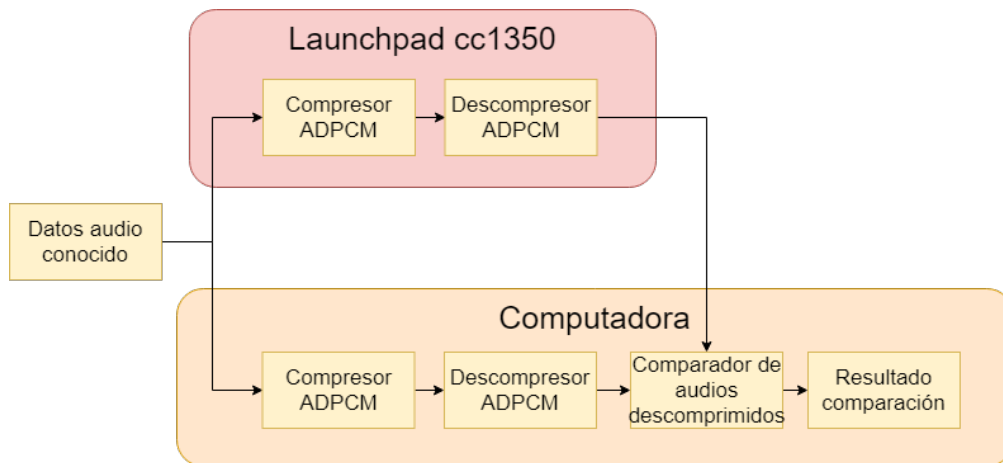 Launchpad cc1350
Compresor
ADPCM
Descompresor
ADPCM
Datos audio
conocido
Computadora
Compresor
ADPCM
Descompresor
ADPCM
Comparador de
audios
descomprimidos
Resultado
comparación